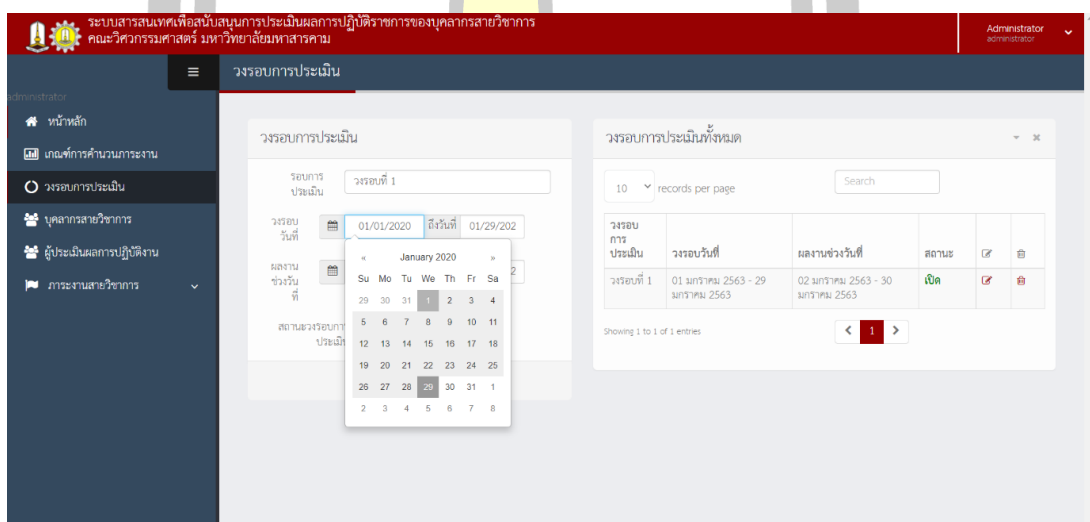 ระบบสารสนเทศเพื่อสนับสนุนการประเมินผลการปฏิบัติราชการของบุคลากรสายวิชาการ
คณะวิศวกรรมศาสตร์ มหาวิทยาลัยมหาสารคาม
Administrator
administrator
วงรอบการประเมิน
administrator
หน้าหลัก
เกณฑ์การคำนวนภาระงาน
วงรอบการประเมิน
บุคลากรสายวิชาการ
ผู้ประเมินผลการปฏิบัติงาน
ภาระงานสายวิชาการ
วงรอบการประเมิน
รอบการ
ประเมิน
วงรอบที่ 1
วงรอบ
วันที่
01/01/2020 ถึงวันที่ 01/29/202
ผลงาน
ช่วงวัน
ที่
2
สถานะวงรอบกา
ประเมิ
« January 2020 »
Su Mo Tu We Th Fr Sa
29 30 31 1 2 3 4
5 6 7 8 9 10 11
12 13 14 15 16 17 18
19 20 21 22 23 24 25
26 27 28 29 30 31 1
2 3 4 5 6 7 8
วงรอบการประเมินทั้งหมด
10 records per page
Search
วงรอบ
การ
ประเมิน วงรอบวันที่ ผลงานช่วงวันที่ สถานะ
วงรอบที่ 1 01 มกราคม 2563 - 29 02 มกราคม 2563 - 30 เปิด
มกราคม 2563 มกราคม 2563
Showing 1 to 1 of 1 entries
1